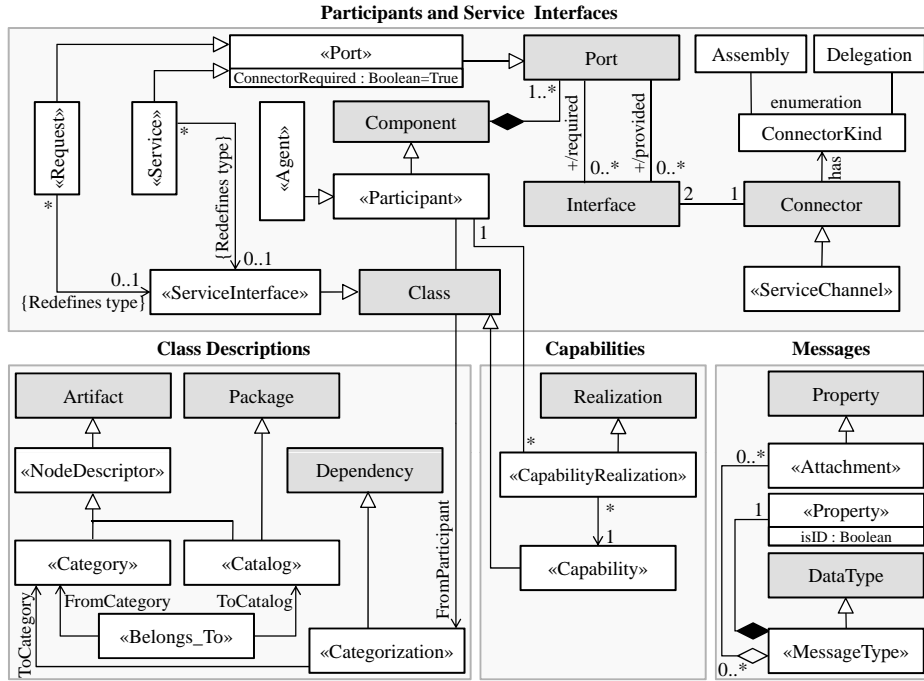 Participants and Service Interfaces
«Port»
ConnectorRequired : Boolean=True
Port
Assembly
Delegation
enumeration
ConnectorKind
has
1..*
+/required
+/provided
0..*
0..*
Component
«Request»
«Service»
«Agent»
*
*
«Participant»
1
Interface
2
1
Connector
{Redefines type}
0..1
0..1
{Redefines type}
«ServiceInterface»
Class
«ServiceChannel»
Class Descriptions
Artifact
Package
«NodeDescriptor»
Dependency
«Category»
«Catalog»
FromCategory
ToCatalog
ToCategory
«Belongs_To»
«Categorization»
FromParticipant
Capabilities
Realization
*
«CapabilityRealization»
*
1
«Capability»
Messages
Property
0..*
«Attachment»
1
«Property»
isID : Boolean
DataType
«MessageType»
0..*